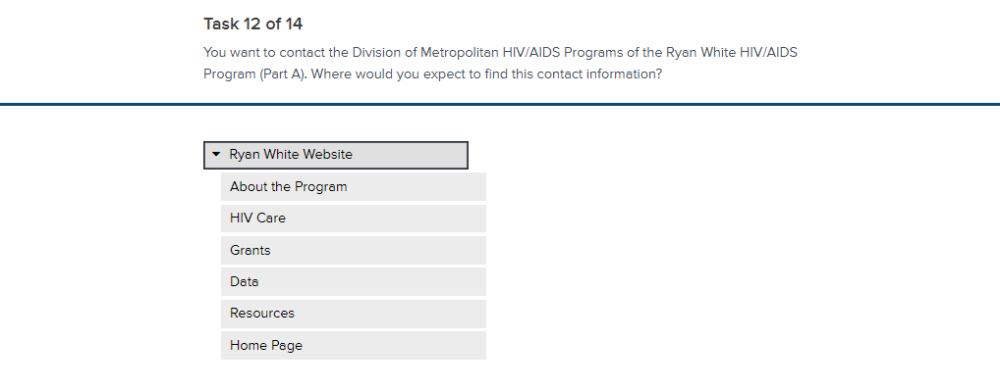 Task 12 of 14
You want to contact the Division of Metropolitan HIV/AIDS Programs of the Ryan White HIV/AIDS
Program (Part A). Where would you expect to find this contact information?
Ryan White Website
About the Program
HIV Care
Grants
Data
Resources
Home Page